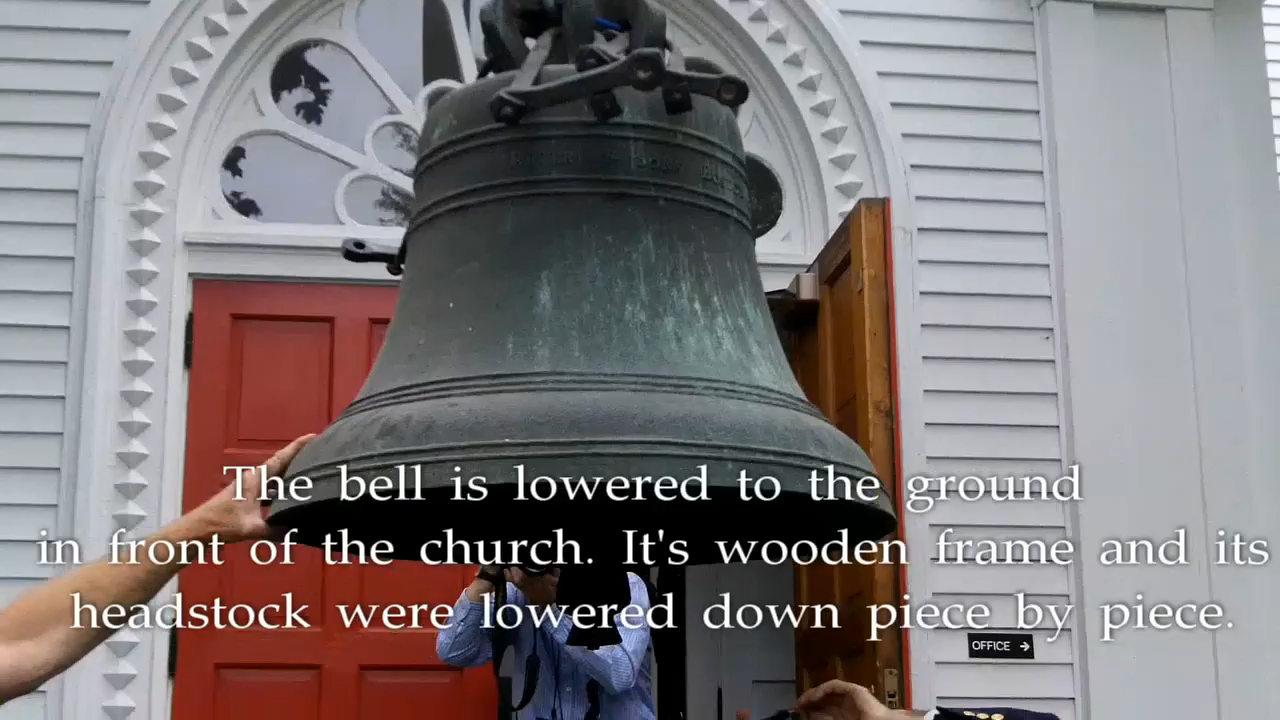 The bell is lowered to the ground
in front of the church. It's wooden frame and its
headstock were lowered down piece by piece.
OFFICE →